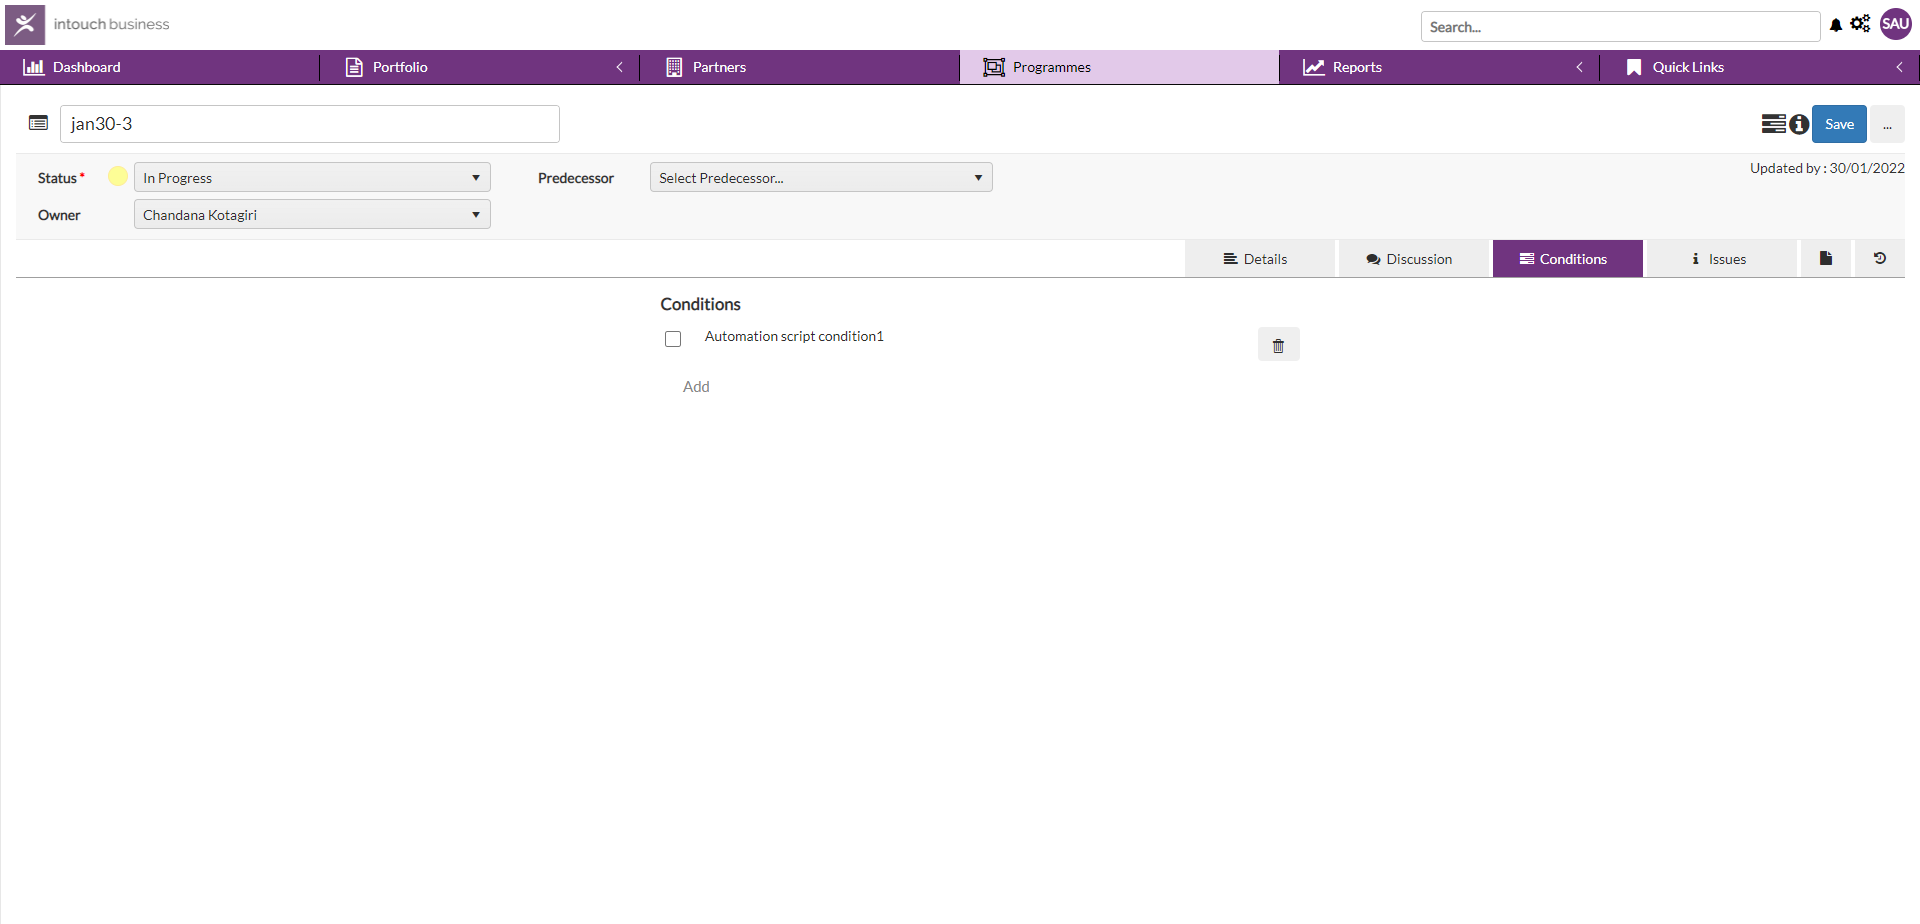 intouch business
Search...
SAU
Dashboard
Portfolio
Partners
Programmes
Reports
Quick Links
jan30-3
Save
...
Status*
In Progress
Predecessor
Select Predecessor...
Updated by : 30/01/2022
Owner
Chandana Kotagiri
Details
Discussion
Conditions
Issues
Conditions
Automation script condition1
Add